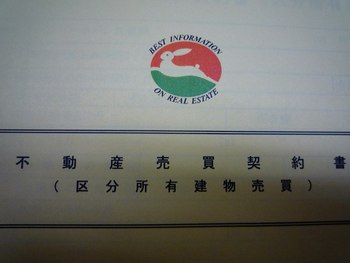 BEST INFORMATION
ON REAL ESTATE
不動産売買契約書
(区分所有建物売買)